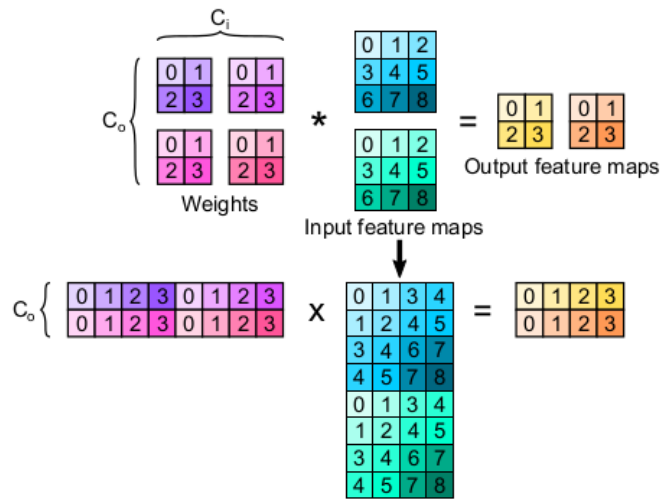 Cᵢ
0 1 0 1
2 3 2 3
Cₒ
0 1 0 1
2 3 2 3
Weights
*
0 1 2
3 4 5
6 7 8
0 1 2
3 4 5
6 7 8
Input feature maps
=
0 1 0 1
2 3 2 3
Output feature maps
Cₒ
0 1 2 3 0 1 2 3
0 1 2 3 0 1 2 3
x
0 1 3 4
1 2 4 5
3 4 6 7
4 5 7 8
0 1 3 4
1 2 4 5
3 4 6 7
4 5 7 8
=
0 1 2 3
0 1 2 3